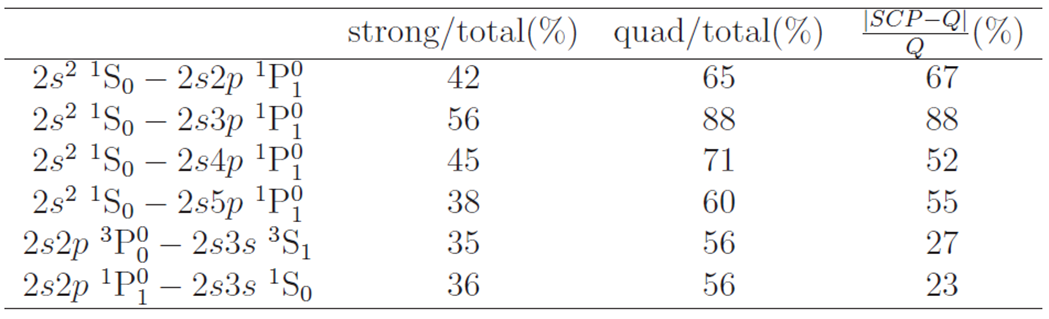 strong/total(%) quad/total(%) |SCP−Q|/Q (%)
2s² ¹S₀ − 2s2p ¹P⁰₁ 42 65 67
2s² ¹S₀ − 2s3p ¹P⁰₁ 56 88 88
2s² ¹S₀ − 2s4p ¹P⁰₁ 45 71 52
2s² ¹S₀ − 2s5p ¹P⁰₁ 38 60 55
2s2p ³P⁰₀ − 2s3s ³S₁ 35 56 27
2s2p ¹P⁰₁ − 2s3s ¹S₀ 36 56 23